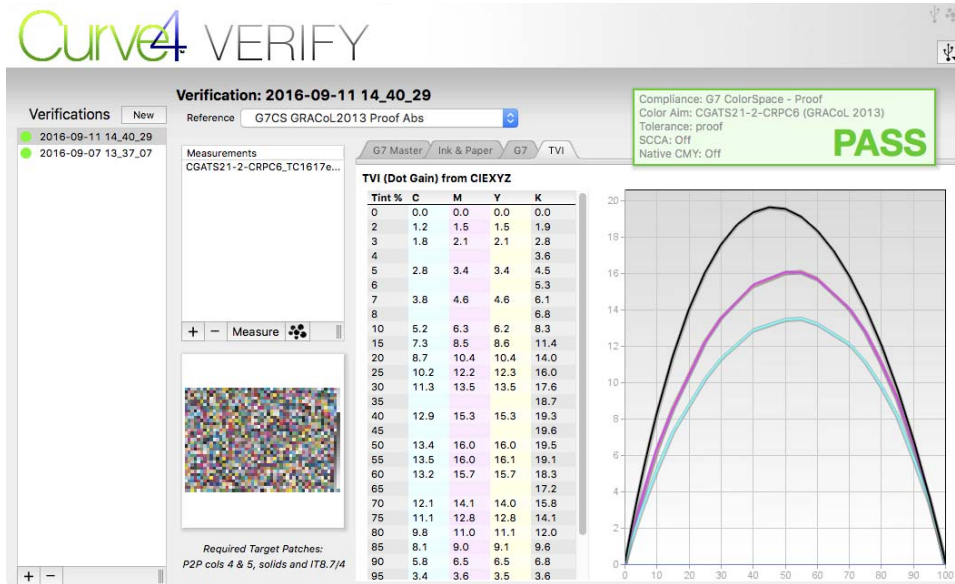 Curve4 VERIFY
Verifications New
2016-09-11 14_40_29
2016-09-07 13_37_07
Verification: 2016-09-11 14_40_29
Reference G7CS GRACoL2013 Proof Abs
Compliance: G7 ColorSpace - Proof
Color Aim: CGATS21-2-CRPC6 (GRACoL 2013)
Tolerance: proof
SCCA: Off
Native CMY: Off
PASS
Measurements
CGATS21-2-CRPC6_TC1617e...
+ − Measure
Required Target Patches:
P2P cols 4 & 5, solids and IT8.7/4
G7 Master Ink & Paper G7 TVI
TVI (Dot Gain) from CIEXYZ
Tint % C M Y K
0 0.0 0.0 0.0 0.0
2 1.2 1.5 1.5 1.9
3 1.8 2.1 2.1 2.8
4 3.6
5 2.8 3.4 3.4 4.5
6 5.3
7 3.8 4.6 4.6 6.1
8 6.8
10 5.2 6.3 6.2 8.3
15 7.3 8.5 8.6 11.4
20 8.7 10.4 10.4 14.0
25 10.2 12.2 12.3 16.0
30 11.3 13.5 13.5 17.6
35 18.7
40 12.9 15.3 15.3 19.3
45 19.6
50 13.4 16.0 16.0 19.5
55 13.5 16.0 16.1 19.1
60 13.2 15.7 15.7 18.3
65 17.2
70 12.1 14.1 14.0 15.8
75 11.1 12.8 12.8 14.1
80 9.8 11.0 11.1 12.0
85 8.1 9.0 9.1 9.6
90 5.8 6.5 6.5 6.8
95 3.4 3.6 3.5 3.6
20
18
16
14
12
10
8
6
4
2
0 10 20 30 40 50 60 70 80 90 100
+ −